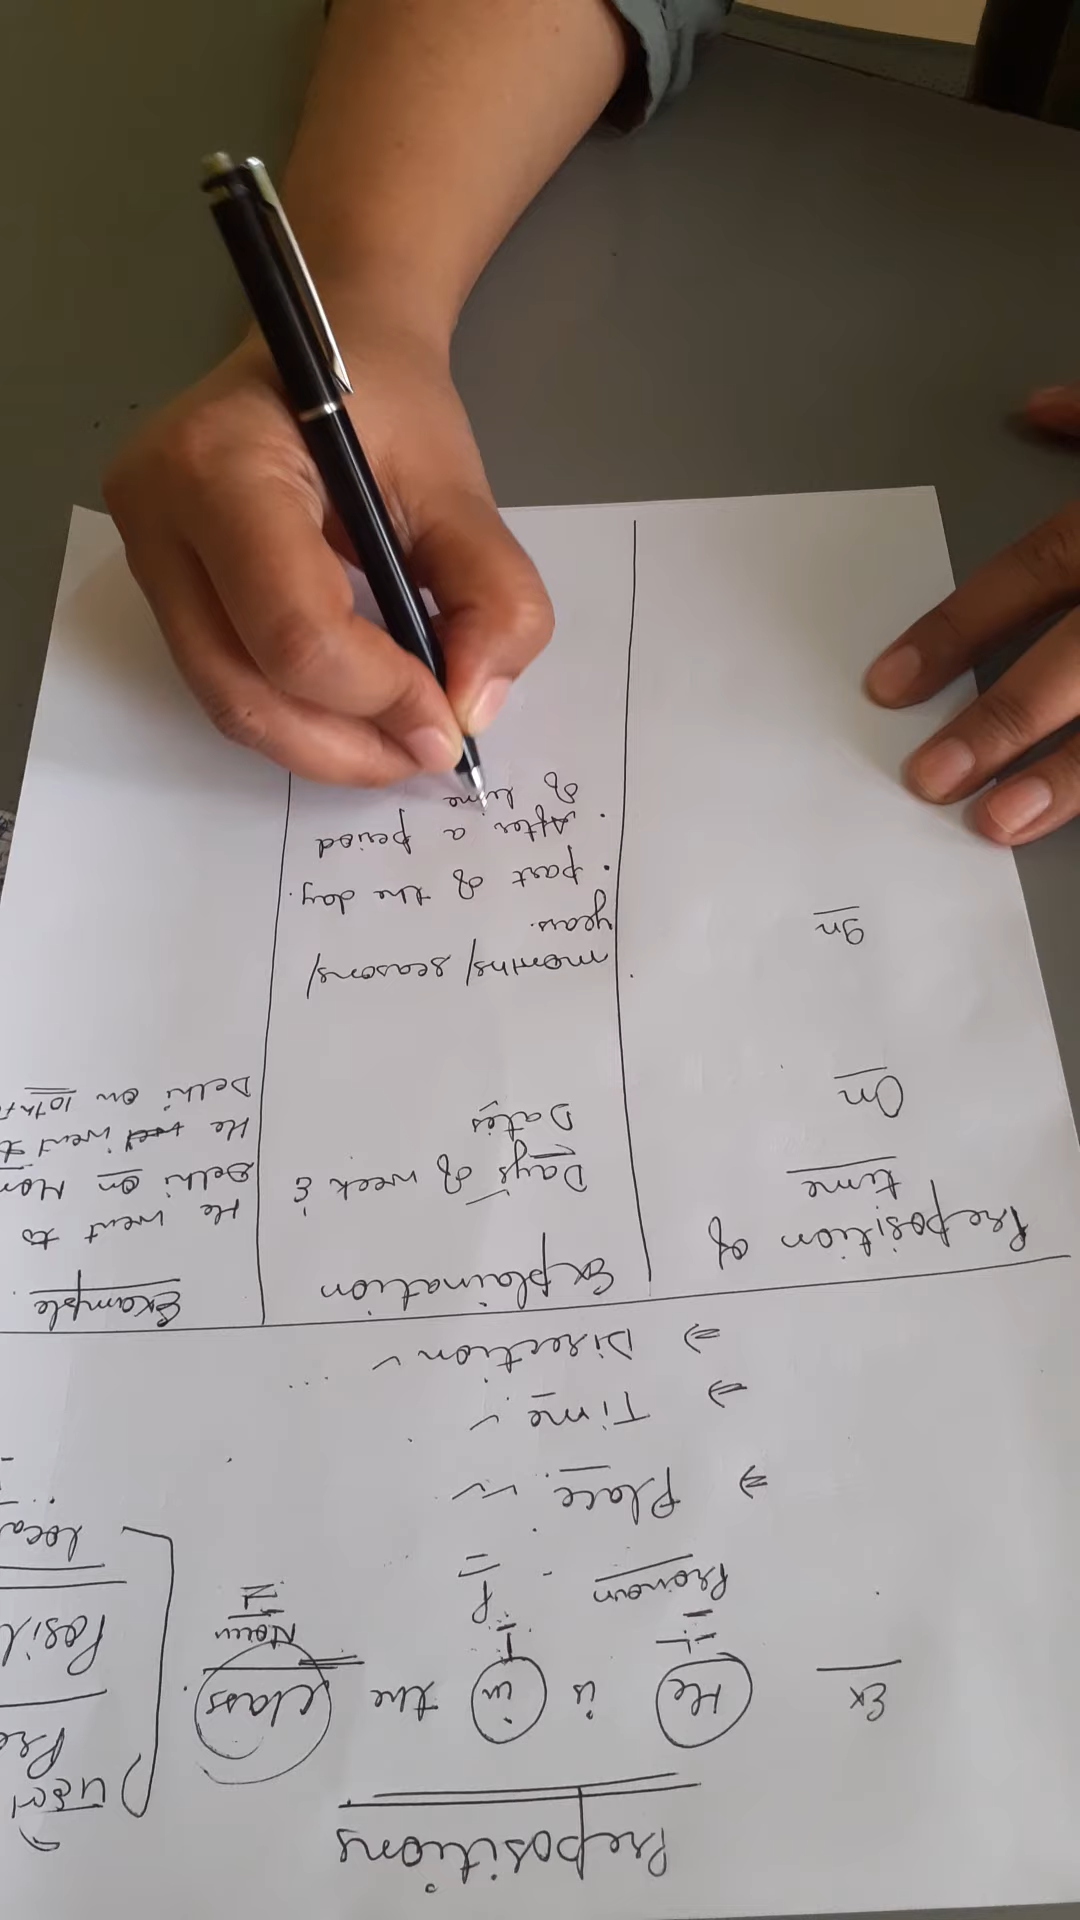 Prepositions
Ex He is in the class.
Pronoun P Noun
⇒ Place
⇒ Time
⇒ Direction ...
Preposition of time
Explaination
Example
On
Days of week &
Dates
He went to
Delhi on Mon
He went to
Delhi on 10th F
In
months/seasons/
years.
• part of the day.
• After a period
of time
Pre
Posit
Loca